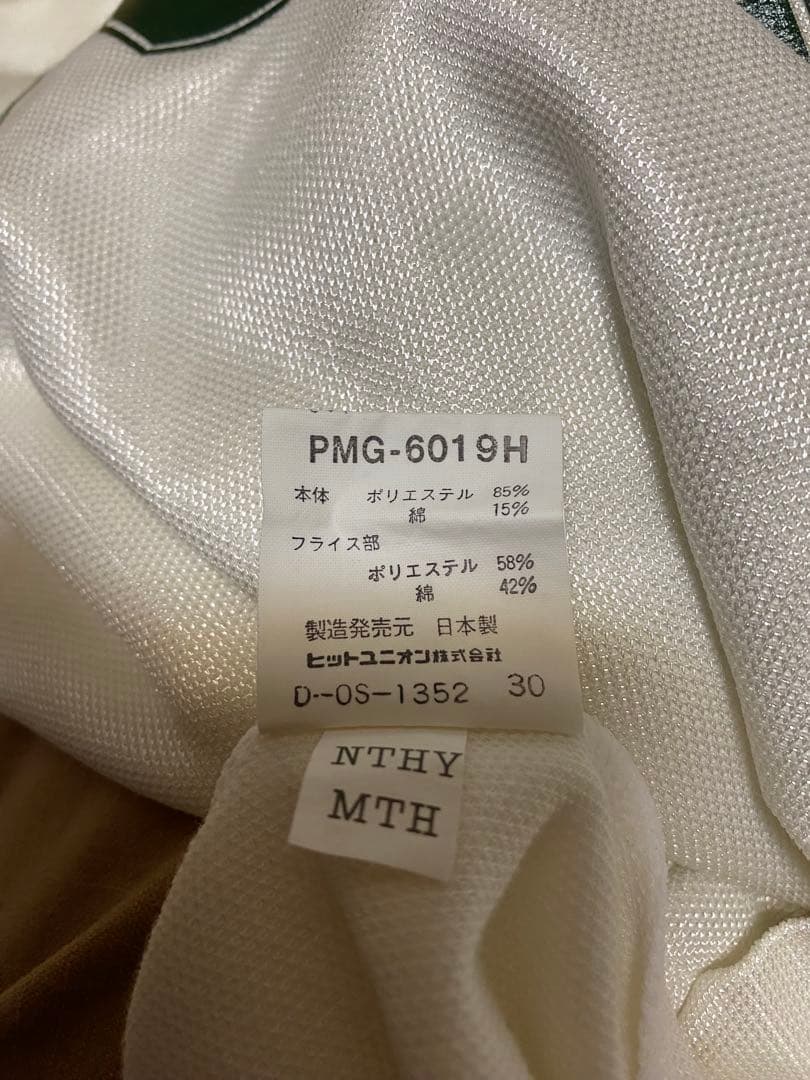 PMG-6019H
本体 ポリエステル 85%
綿 15%
フライス部
ポリエステル 58%
綿 42%
製造発売元 日本製
ヒットユニオン株式会社
D--OS-1352 30
NTHY
MTH